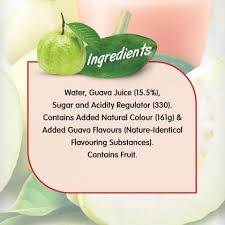 Ingredients
Water, Guava Juice (15.5%),
Sugar and Acidity Regulator (330).
Contains Added Natural Colour (161g) &
Added Guava Flavours (Nature-Identical
Flavouring Substances).
Contains Fruit.